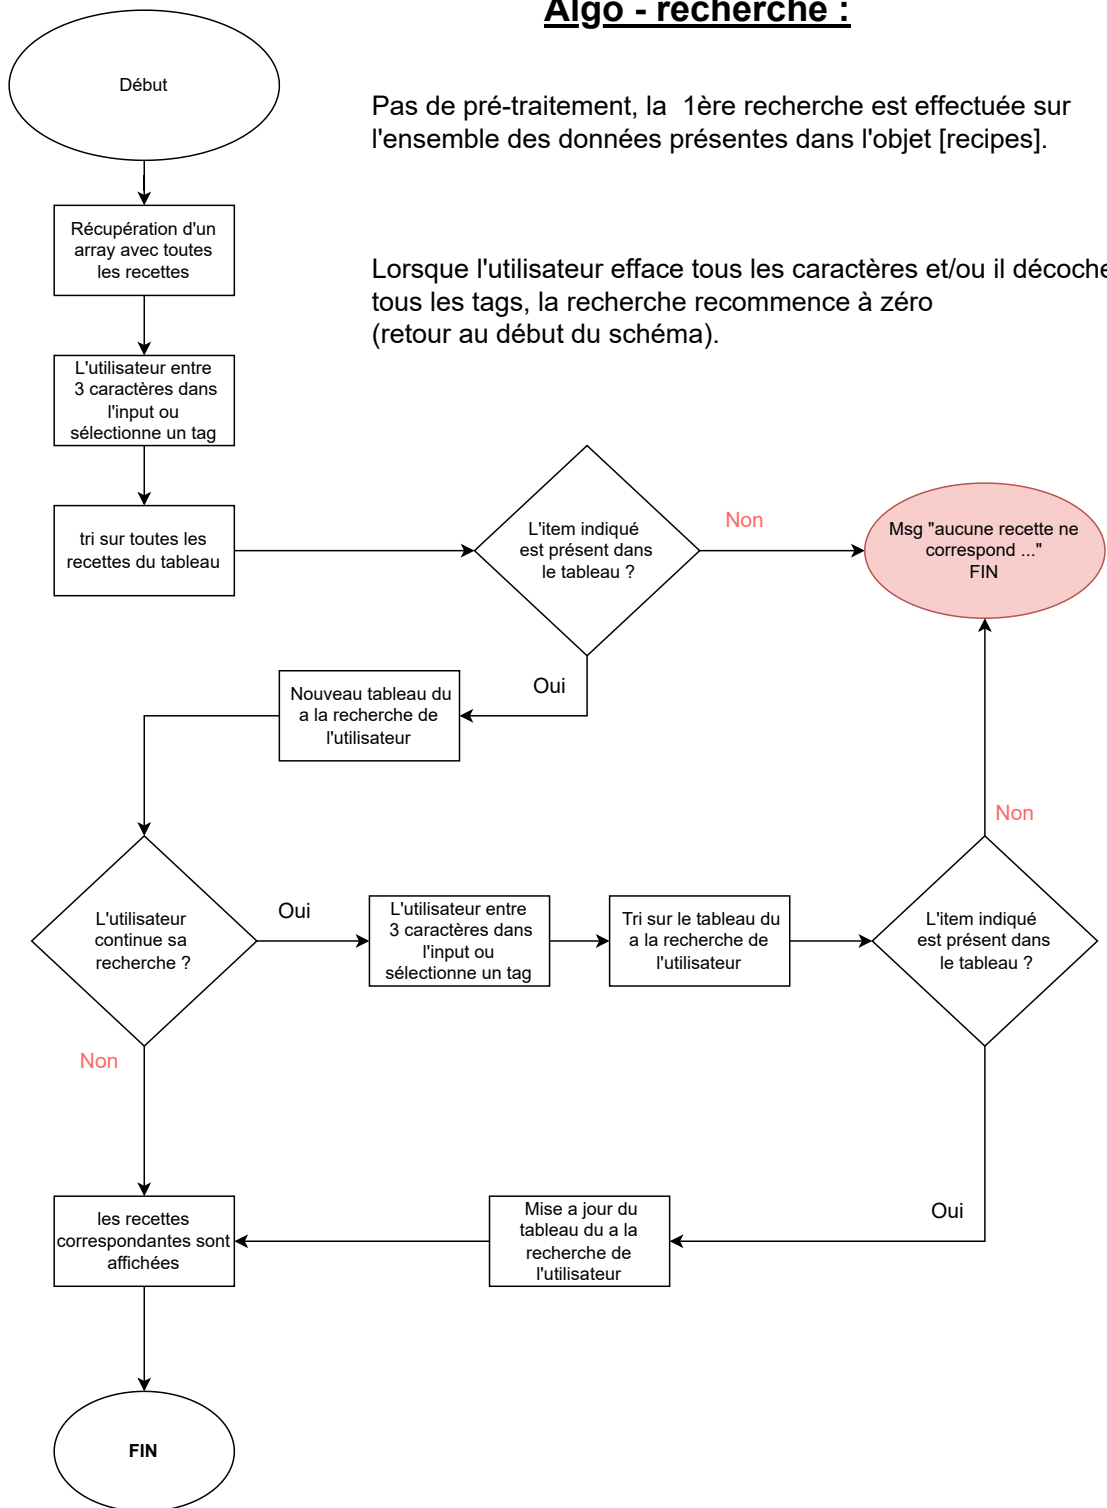 Algo - recherche :
Début
Pas de pré-traitement, la 1ère recherche est effectuée sur
l'ensemble des données présentes dans l'objet [recipes].
Récupération d'un
array avec toutes
les recettes
Lorsque l'utilisateur efface tous les caractères et/ou il décoche
tous les tags, la recherche recommence à zéro
(retour au début du schéma).
L'utilisateur entre
3 caractères dans
l'input ou
sélectionne un tag
tri sur toutes les
recettes du tableau
L'item indiqué
est présent dans
le tableau ?
Non
Msg "aucune recette ne
correspond ..."
FIN
Oui
Nouveau tableau du
a la recherche de
l'utilisateur
L'utilisateur
continue sa
recherche ?
Oui
L'utilisateur entre
3 caractères dans
l'input ou
sélectionne un tag
Tri sur le tableau du
a la recherche de
l'utilisateur
L'item indiqué
est présent dans
le tableau ?
Non
Non
Oui
Mise a jour du
tableau du a la
recherche de
l'utilisateur
les recettes
correspondantes sont
affichées
FIN